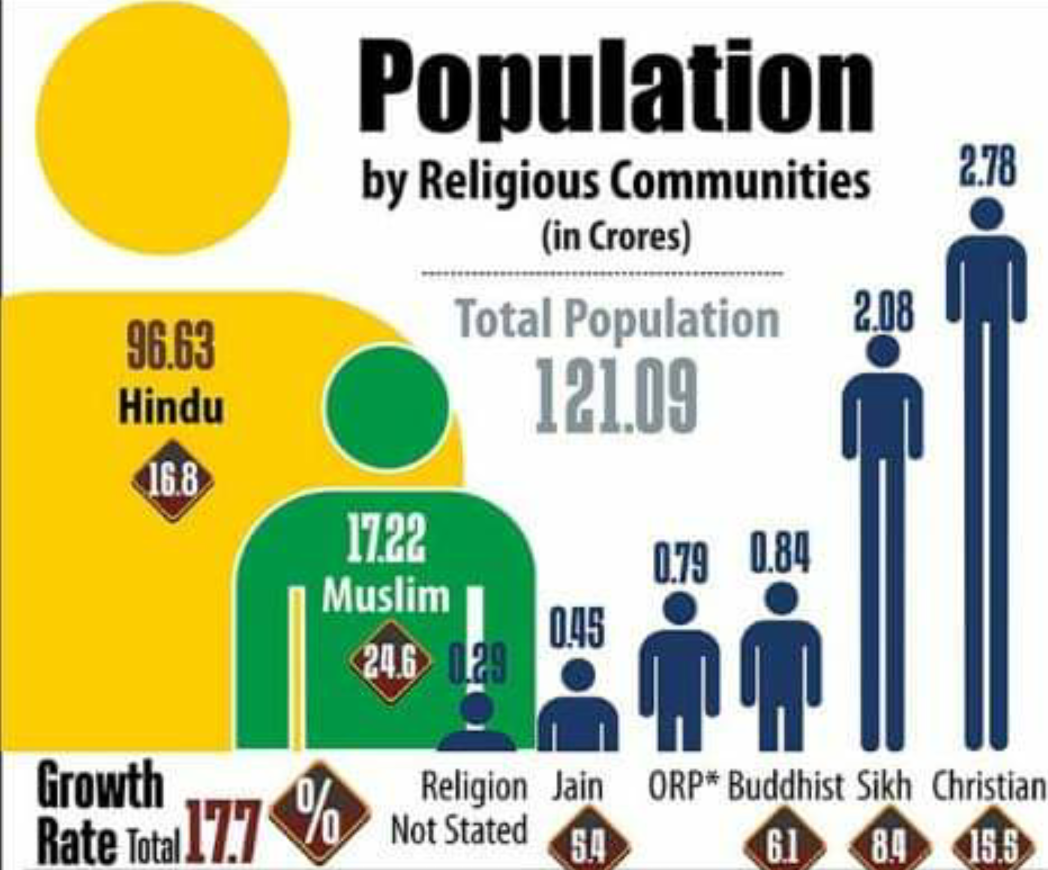 Population
by Religious Communities
(in Crores)
Total Population
121.09
96.63
Hindu
16.8
17.22
Muslim
24.6
0.29
0.45
0.79
0.84
2.08
2.78
Religion
Not Stated
Jain
ORP*
Buddhist
Sikh
Christian
5.4
6.1
8.4
15.5
Growth
Rate Total 17.7 %